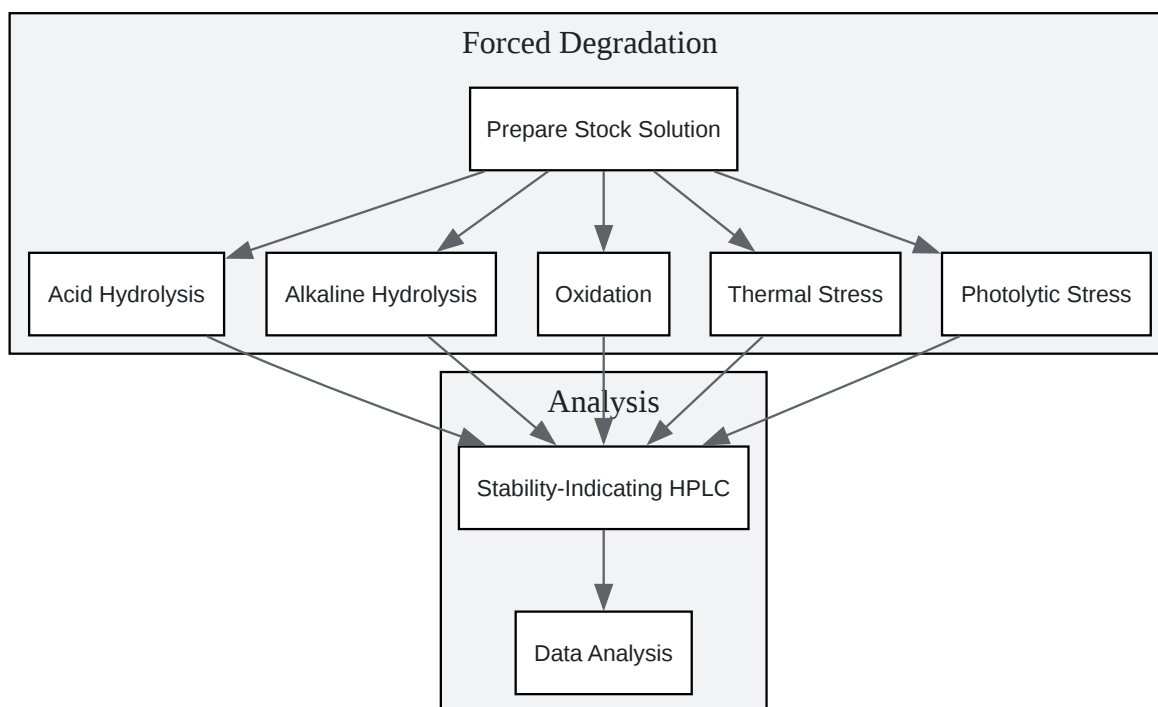 Forced Degradation
Prepare Stock Solution
Acid Hydrolysis
Alkaline Hydrolysis
Oxidation
Thermal Stress
Photolytic Stress
Analysis
Stability-Indicating HPLC
Data Analysis